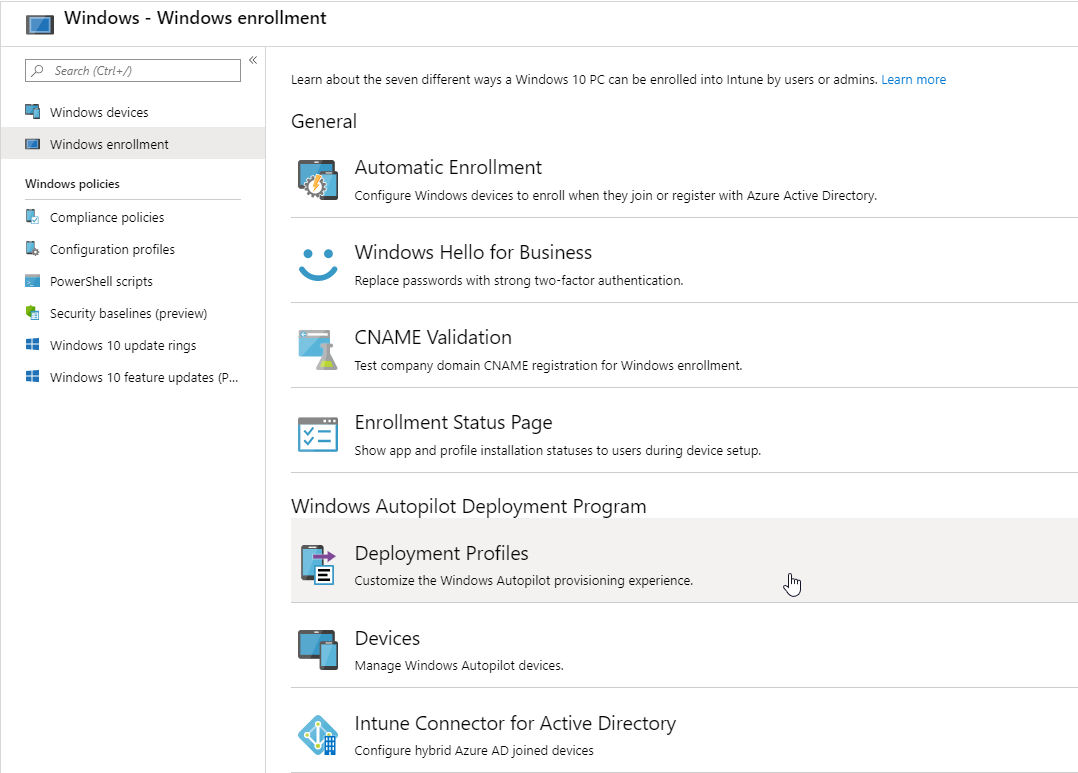 Windows - Windows enrollment
Search (Ctrl+/)
«
Windows devices
Windows enrollment
Windows policies
Compliance policies
Configuration profiles
PowerShell scripts
Security baselines (preview)
Windows 10 update rings
Windows 10 feature updates (P...
Learn about the seven different ways a Windows 10 PC can be enrolled into Intune by users or admins. Learn more
General
Automatic Enrollment
Configure Windows devices to enroll when they join or register with Azure Active Directory.
Windows Hello for Business
Replace passwords with strong two-factor authentication.
CNAME Validation
Test company domain CNAME registration for Windows enrollment.
Enrollment Status Page
Show app and profile installation statuses to users during device setup.
Windows Autopilot Deployment Program
Deployment Profiles
Customize the Windows Autopilot provisioning experience.
Devices
Manage Windows Autopilot devices.
Intune Connector for Active Directory
Configure hybrid Azure AD joined devices